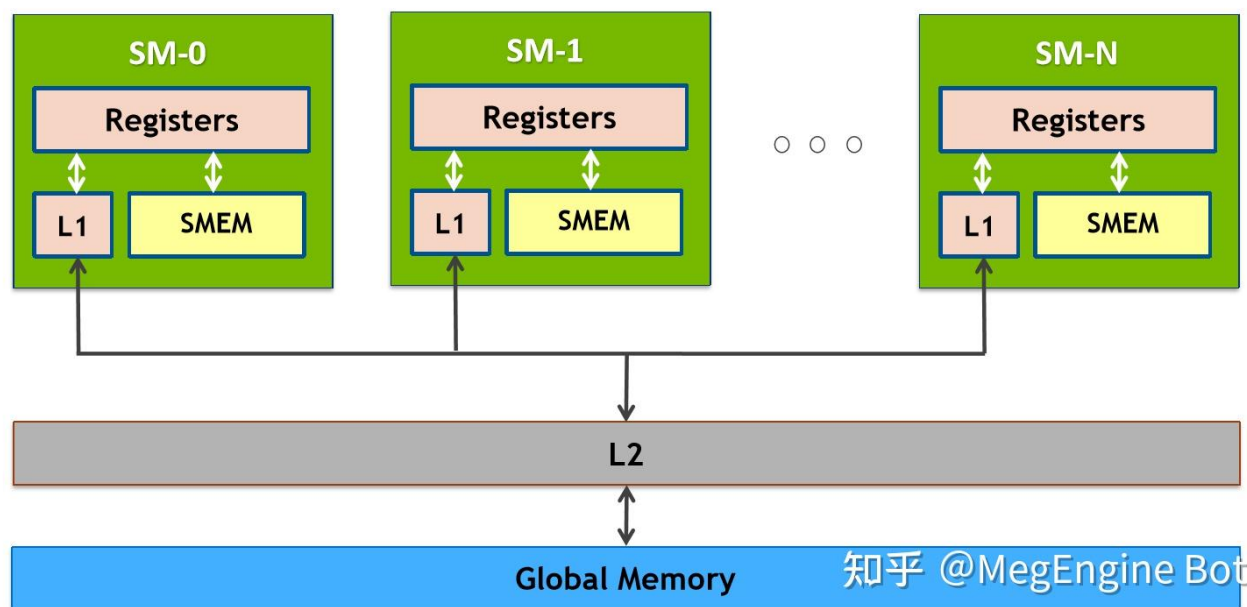 SM-0
SM-1
SM-N
Registers
Registers
Registers
L1
SMEM
L1
SMEM
L1
SMEM
L2
Global Memory
知乎 @MegEngine Bot